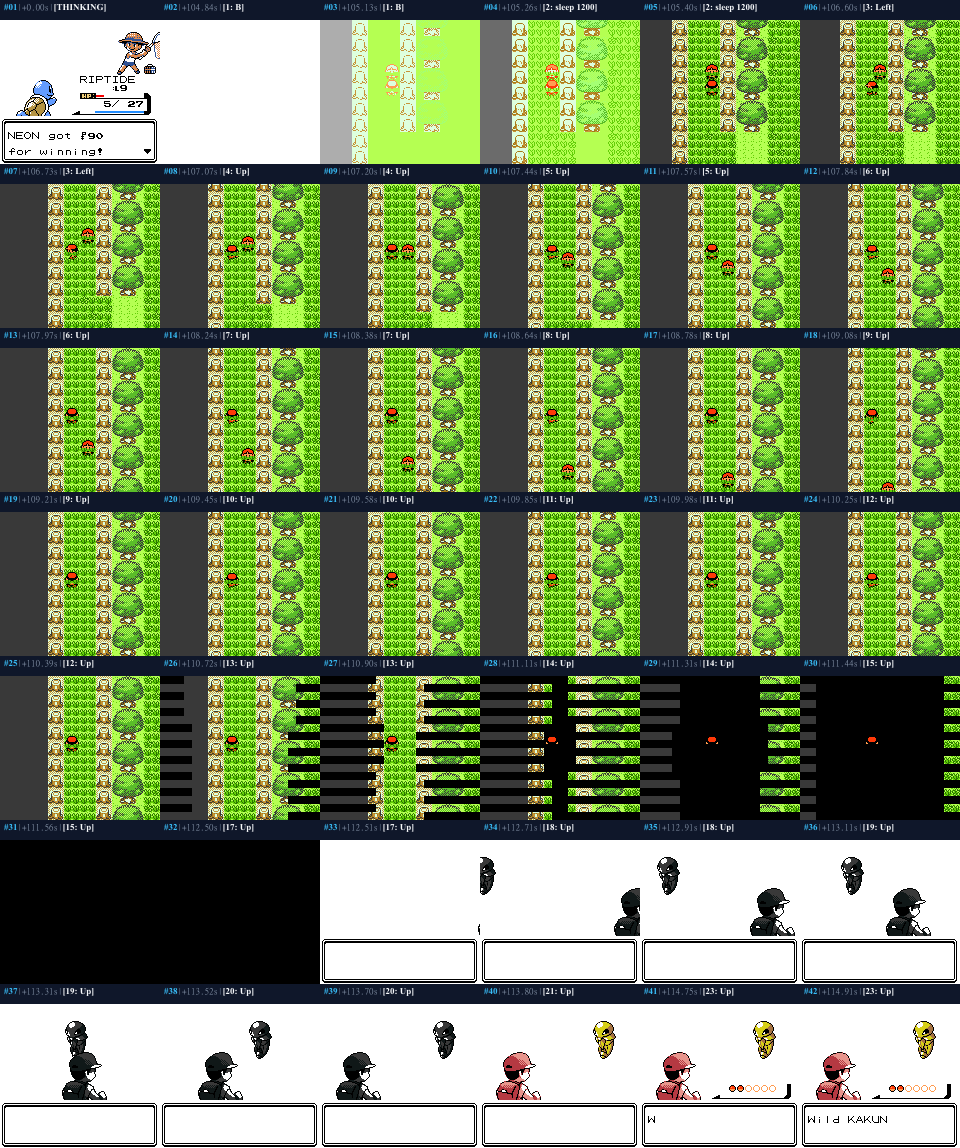 #01|+0.00s|[THINKING] #02|+104.84s|[1: B] #03|+105.13s|[1: B] #04|+105.26s|[2: sleep 1200] #05|+105.40s|[2: sleep 1200] #06|+106.60s|[3: Left]
RIPTIDE
:L9
HP:
5/ 27
NEON got ₽90
for winning!
#07|+106.73s|[3: Left] #08|+107.07s|[4: Up] #09|+107.20s|[4: Up] #10|+107.44s|[5: Up] #11|+107.57s|[5: Up] #12|+107.84s|[6: Up]
#13|+107.97s|[6: Up] #14|+108.24s|[7: Up] #15|+108.38s|[7: Up] #16|+108.64s|[8: Up] #17|+108.78s|[8: Up] #18|+109.08s|[9: Up]
#19|+109.21s|[9: Up] #20|+109.45s|[10: Up] #21|+109.58s|[10: Up] #22|+109.85s|[11: Up] #23|+109.98s|[11: Up] #24|+110.25s|[12: Up]
#25|+110.39s|[12: Up] #26|+110.72s|[13: Up] #27|+110.90s|[13: Up] #28|+111.11s|[14: Up] #29|+111.31s|[14: Up] #30|+111.44s|[15: Up]
#31|+111.56s|[15: Up] #32|+112.50s|[17: Up] #33|+112.51s|[17: Up] #34|+112.71s|[18: Up] #35|+112.91s|[18: Up] #36|+113.11s|[19: Up]
#37|+113.31s|[19: Up] #38|+113.52s|[20: Up] #39|+113.70s|[20: Up] #40|+113.80s|[21: Up] #41|+114.75s|[23: Up] #42|+114.91s|[23: Up]
W
Wild KAKUN